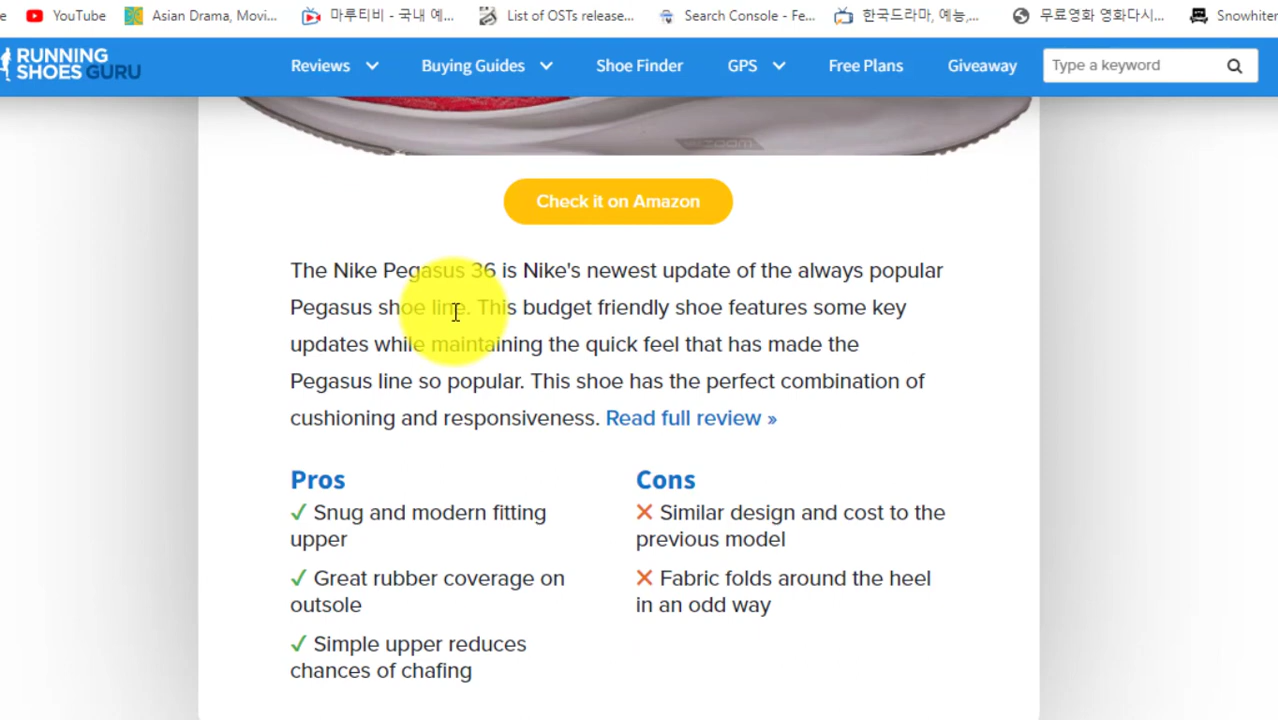 e YouTube Asian Drama, Movi... 마루티비 - 국내 예... List of OSTs release... Search Console - Fe... 한국드라마, 예능,... 무료영화 영화다시... Snowhiter
RUNNING
SHOES GURU
Reviews Buying Guides Shoe Finder GPS Free Plans Giveaway Type a keyword
ZOOM
Check it on Amazon
The Nike Pegasus 36 is Nike's newest update of the always popular
Pegasus shoe line. This budget friendly shoe features some key
updates while maintaining the quick feel that has made the
Pegasus line so popular. This shoe has the perfect combination of
cushioning and responsiveness. Read full review »
Pros
✓ Snug and modern fitting
upper
✓ Great rubber coverage on
outsole
✓ Simple upper reduces
chances of chafing
Cons
✕ Similar design and cost to the
previous model
✕ Fabric folds around the heel
in an odd way